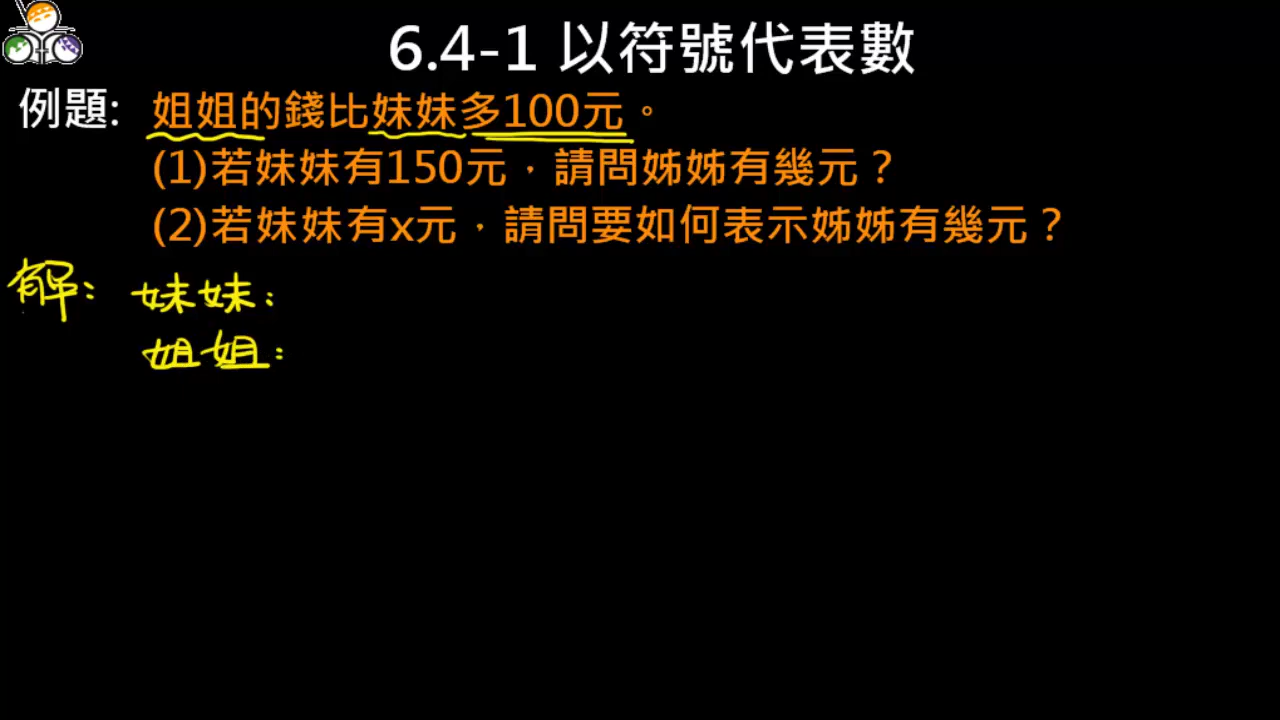 6.4-1 以符號代表數
例題: 姐姐的錢比妹妹多100元。
(1)若妹妹有150元，請問姊姊有幾元？
(2)若妹妹有x元，請問要如何表示姊姊有幾元？
解: 妹妹:
姐姐: